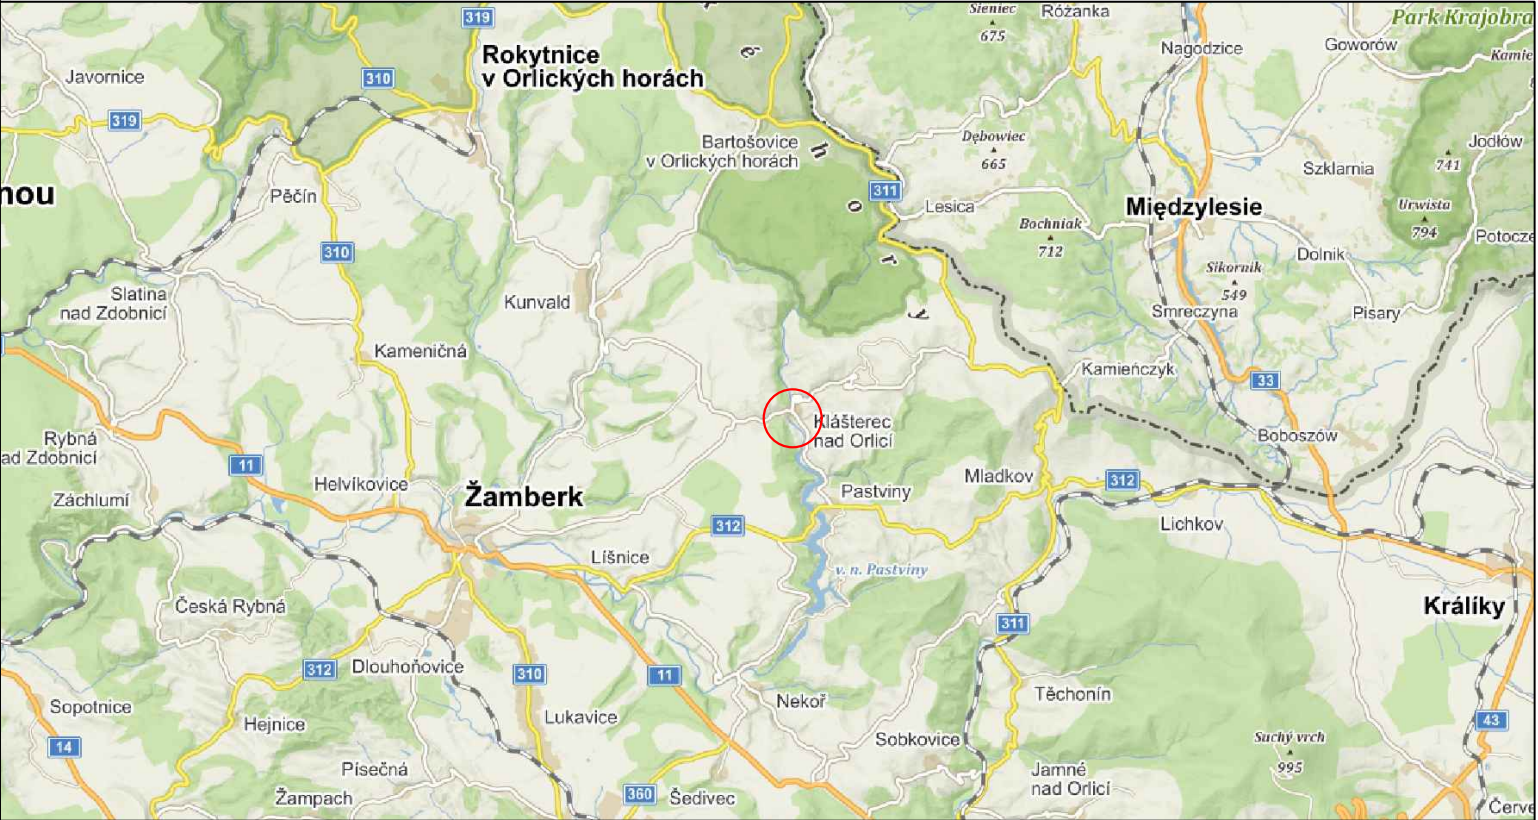 319
Sieniec
675
Różanka
Park Krajobra
Rokytnice
v Orlických horách
é
Nagodzice
Goworów
Kamie
Javornice
310
319
Bartošovice
v Orlických horách
h
Dębowiec
665
Szklarnia
741
Jodłów
nou
Pěčín
311
o
Lesica
Międzylesie
Urwista
794
Bochniak
712
Potocze
310
r
Dolnik
Sikornik
549
Slatina
nad Zdobnicí
Kunvald
y
Smreczyna
Pisary
Kameničná
Kamieńczyk
33
Klášterec
nad Orlicí
Rybná
ad Zdobnicí
Boboszów
11
Helvíkovice
Žamberk
Mladkov
312
Záchlumí
Pastviny
312
Lichkov
Líšnice
v. n. Pastviny
Česká Rybná
Králíky
311
312
Dlouhoňovice
310
11
Těchonín
Nekoř
Sopotnice
Hejnice
Lukavice
43
14
Sobkovice
Suchý vrch
995
Písečná
Jamné
nad Orlicí
Žampach
360
Šedivec
Červe